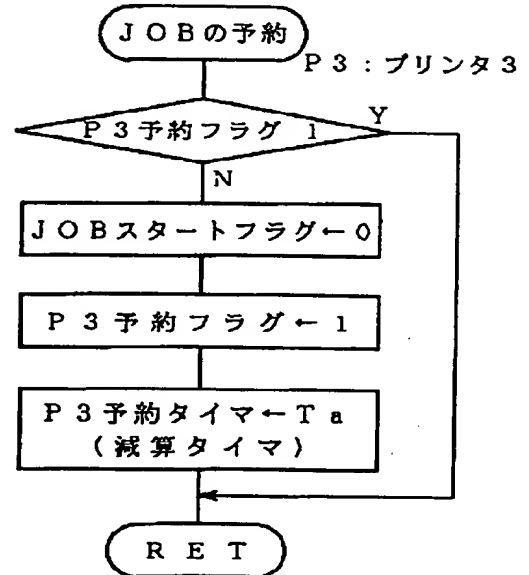 JOBの予約
P3:プリンタ3
P3予約フラグ 1
Y
N
JOBスタートフラグ←0
P3予約フラグ←1
P3予約タイマ←Ta
(減算タイマ)
RET